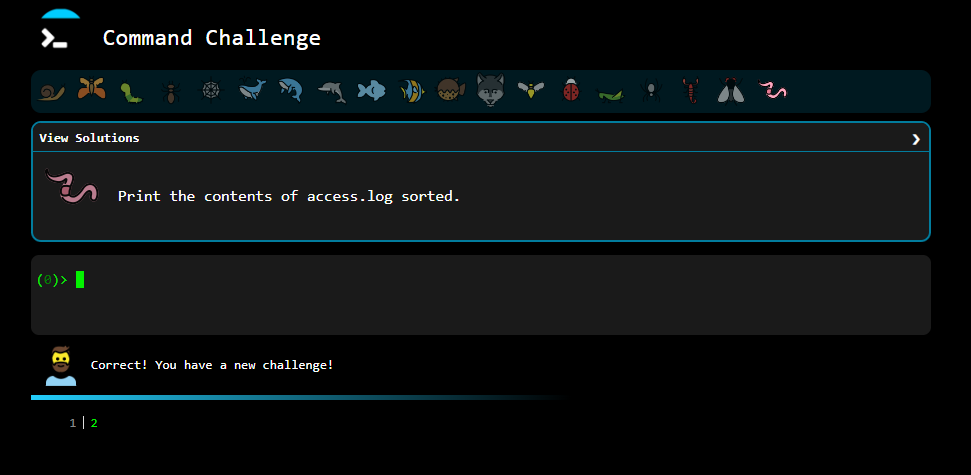 Command Challenge
View Solutions
Print the contents of access.log sorted.
(0)>
Correct! You have a new challenge!
1 | 2